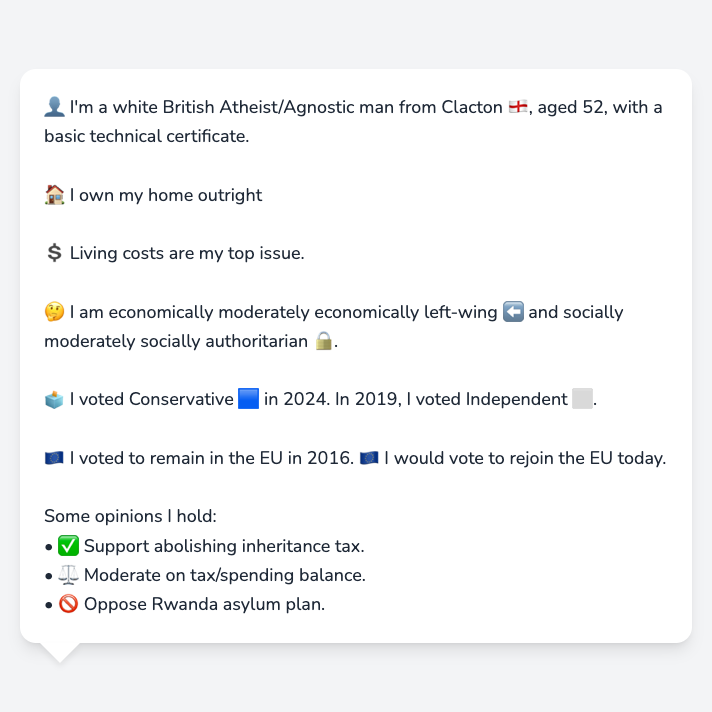 👤 I'm a white British Atheist/Agnostic man from Clacton 🏴󠁧󠁢󠁥󠁮󠁧󠁿, aged 52, with a
basic technical certificate.
🏠 I own my home outright
💲 Living costs are my top issue.
🤔 I am economically moderately economically left-wing ⬅️ and socially
moderately socially authoritarian 🔒.
🗳️ I voted Conservative 🟦 in 2024. In 2019, I voted Independent ⬜.
🇪🇺 I voted to remain in the EU in 2016. 🇪🇺 I would vote to rejoin the EU today.
Some opinions I hold:
• ✅ Support abolishing inheritance tax.
• ⚖️ Moderate on tax/spending balance.
• 🚫 Oppose Rwanda asylum plan.